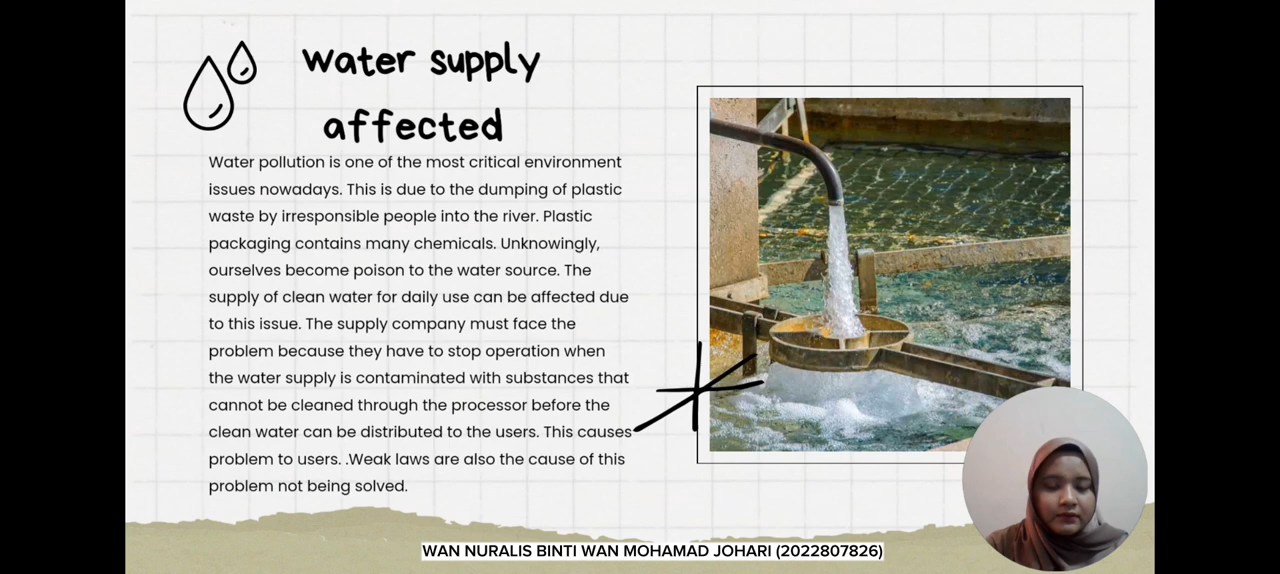 water supply
affected
Water pollution is one of the most critical environment
issues nowadays. This is due to the dumping of plastic
waste by irresponsible people into the river. Plastic
packaging contains many chemicals. Unknowingly,
ourselves become poison to the water source. The
supply of clean water for daily use can be affected due
to this issue. The supply company must face the
problem because they have to stop operation when
the water supply is contaminated with substances that
cannot be cleaned through the processor before the
clean water can be distributed to the users. This causes
problem to users. .Weak laws are also the cause of this
problem not being solved.
WAN NURALIS BINTI WAN MOHAMAD JOHARI (2022807826)